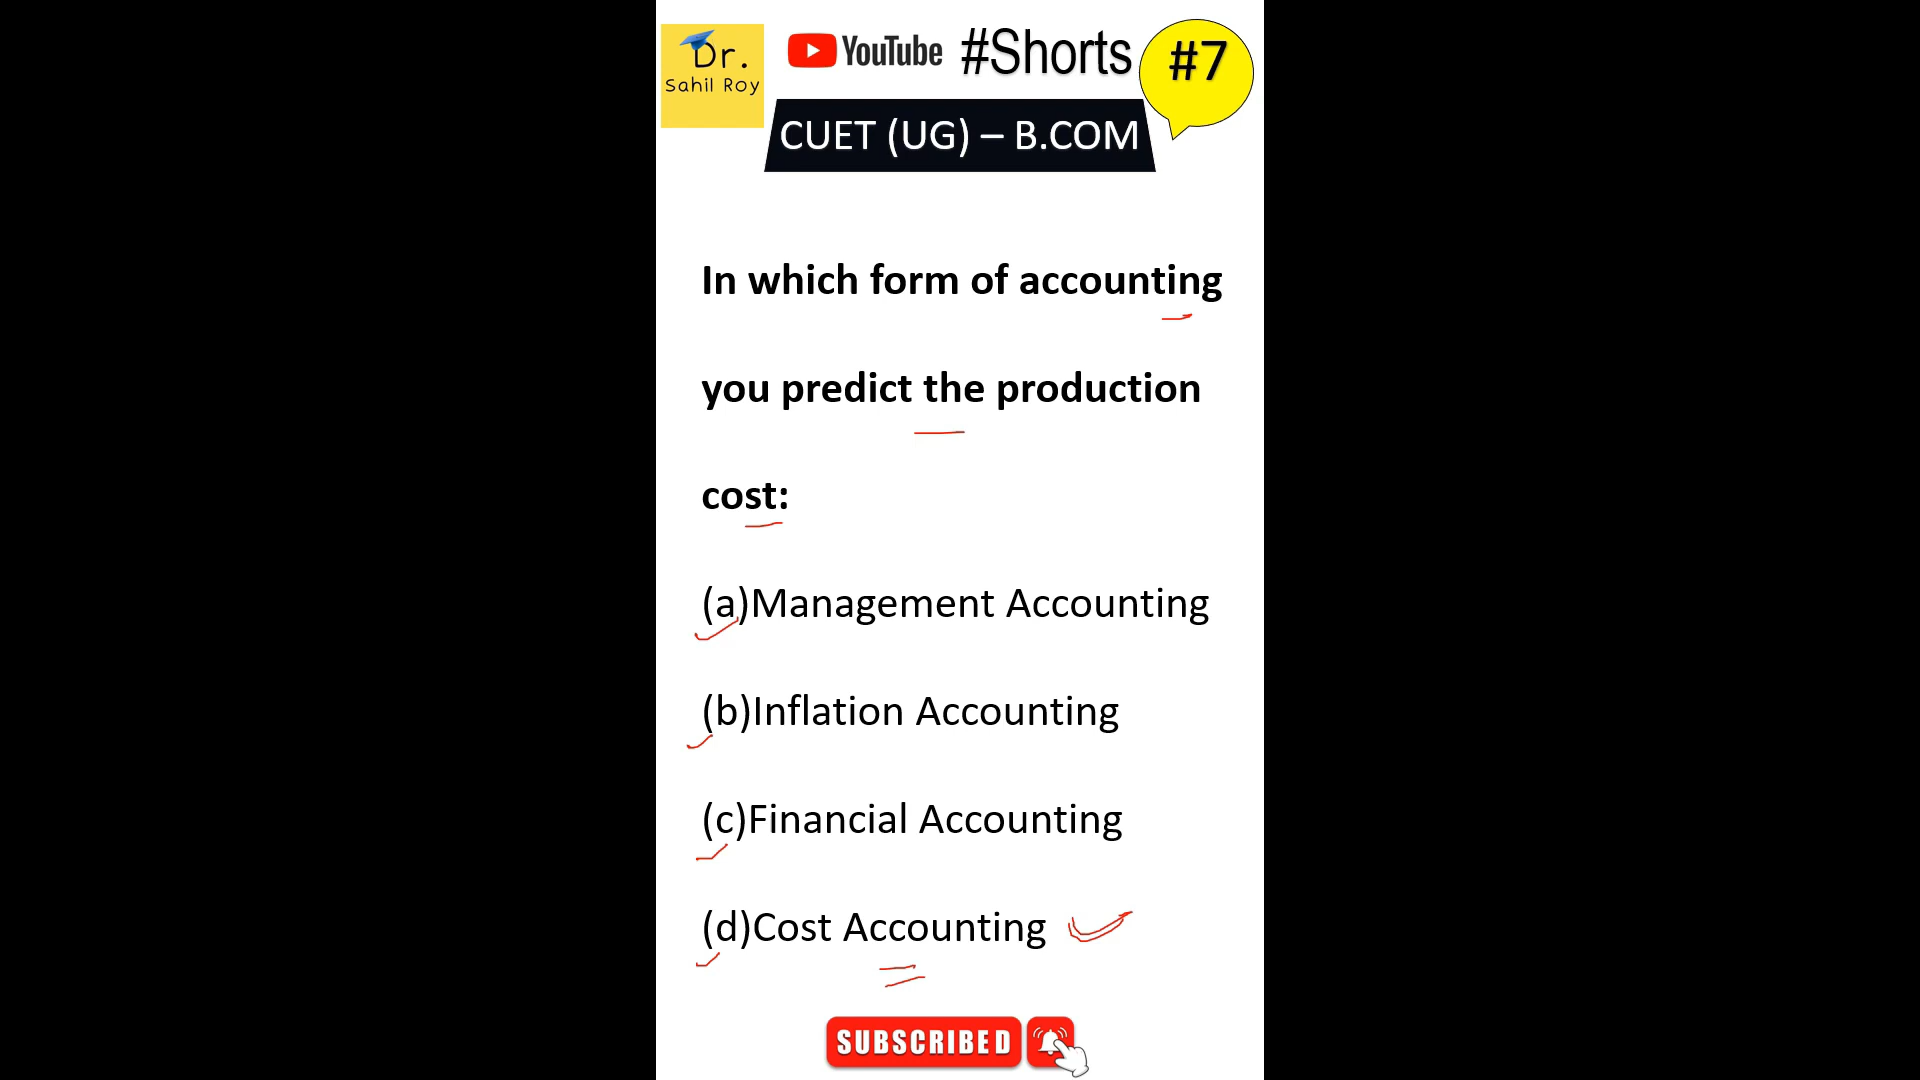 Dr.
Sahil Roy
YouTube #Shorts
#7
CUET (UG) – B.COM
In which form of accounting
you predict the production
cost:
(a)Management Accounting
(b)Inflation Accounting
(c)Financial Accounting
(d)Cost Accounting
SUBSCRIBED